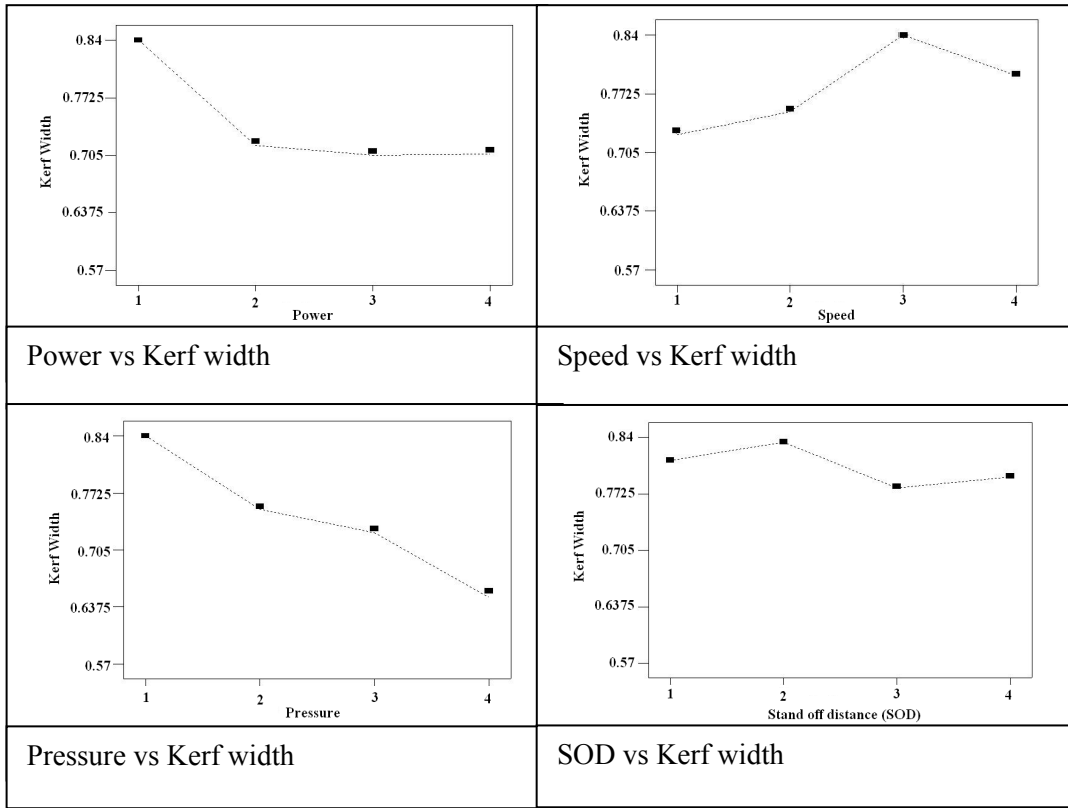 0.84
0.7725
0.705
0.6375
0.57
Kerf Width
1 2 3 4
Power
Power vs Kerf width
0.84
0.7725
0.705
0.6375
0.57
Kerf Width
1 2 3 4
Speed
Speed vs Kerf width
0.84
0.7725
0.705
0.6375
0.57
Kerf Width
1 2 3 4
Pressure
Pressure vs Kerf width
0.84
0.7725
0.705
0.6375
0.57
Kerf Width
1 2 3 4
Stand off distance (SOD)
SOD vs Kerf width